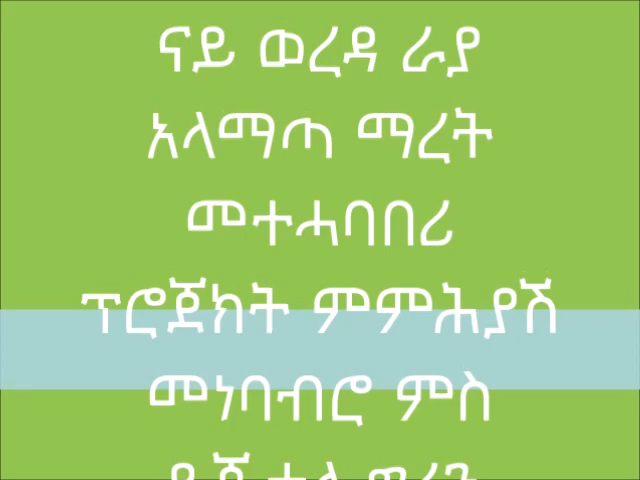 ናይ ወረዳ ራያ
አላማጣ ማረት
መተሓባበሪ
ፕሮጀክት ምምሕያሽ
መነባብሮ ምስ